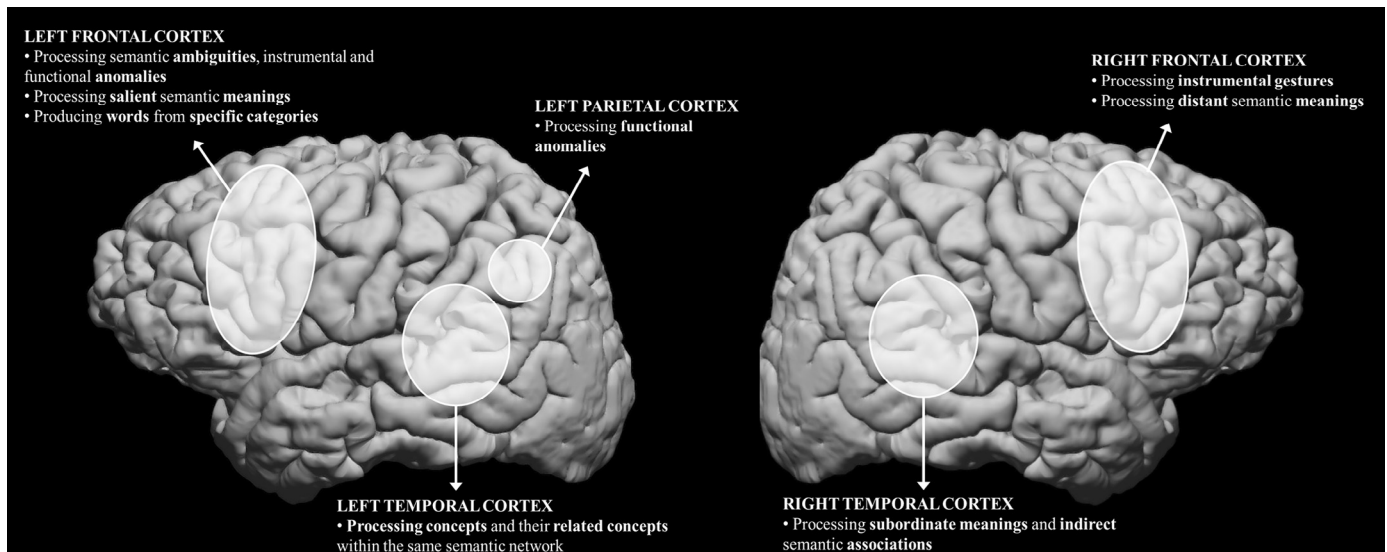 LEFT FRONTAL CORTEX
• Processing semantic ambiguities, instrumental and
functional anomalies
• Processing salient semantic meanings
• Producing words from specific categories
LEFT PARIETAL CORTEX
• Processing functional
anomalies
RIGHT FRONTAL CORTEX
• Processing instrumental gestures
• Processing distant semantic meanings
LEFT TEMPORAL CORTEX
• Processing concepts and their related concepts
within the same semantic network
RIGHT TEMPORAL CORTEX
• Processing subordinate meanings and indirect
semantic associations